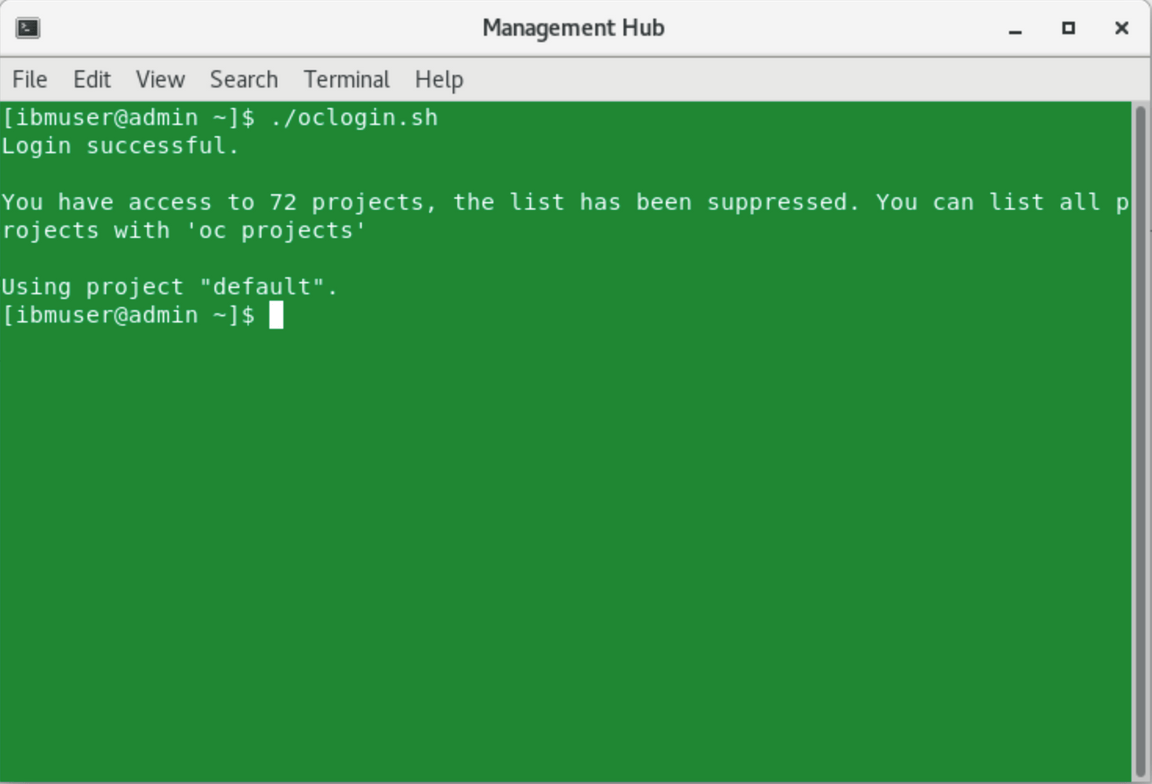 Management Hub
File Edit View Search Terminal Help
[ibmuser@admin ~]$ ./oclogin.sh
Login successful.
You have access to 72 projects, the list has been suppressed. You can list all p
rojects with 'oc projects'
Using project "default".
[ibmuser@admin ~]$